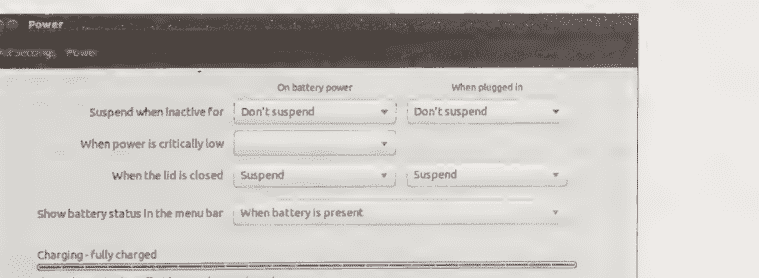 Power
All Settings Power
On battery power When plugged in
Suspend when inactive for Don't suspend Don't suspend
When power is critically low
When the lid is closed Suspend Suspend
Show battery status in the menu bar When battery is present
Charging - fully charged